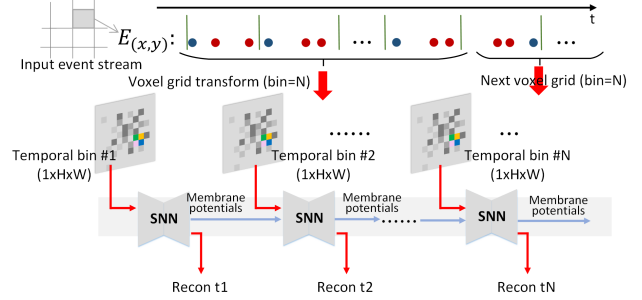 t
E(x,y):
...
...
Input event stream
Voxel grid transform (bin=N)
Next voxel grid (bin=N)
......
...
Temporal bin #1
(1xHxW)
Temporal bin #2
(1xHxW)
Temporal bin #N
(1xHxW)
SNN
Membrane
potentials
SNN
Membrane
potentials
......
SNN
Membrane
potentials
Recon t1
Recon t2
Recon tN